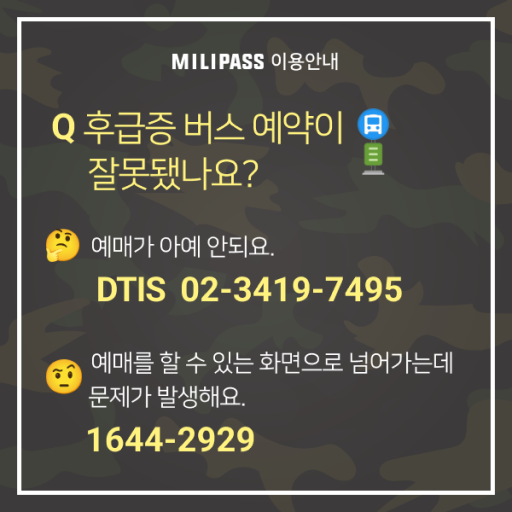 MILIPASS 이용안내
Q 후급증 버스 예약이
잘못됐나요?
예매가 아예 안되요.
DTIS 02-3419-7495
예매를 할 수 있는 화면으로 넘어가는데
문제가 발생해요.
1644-2929